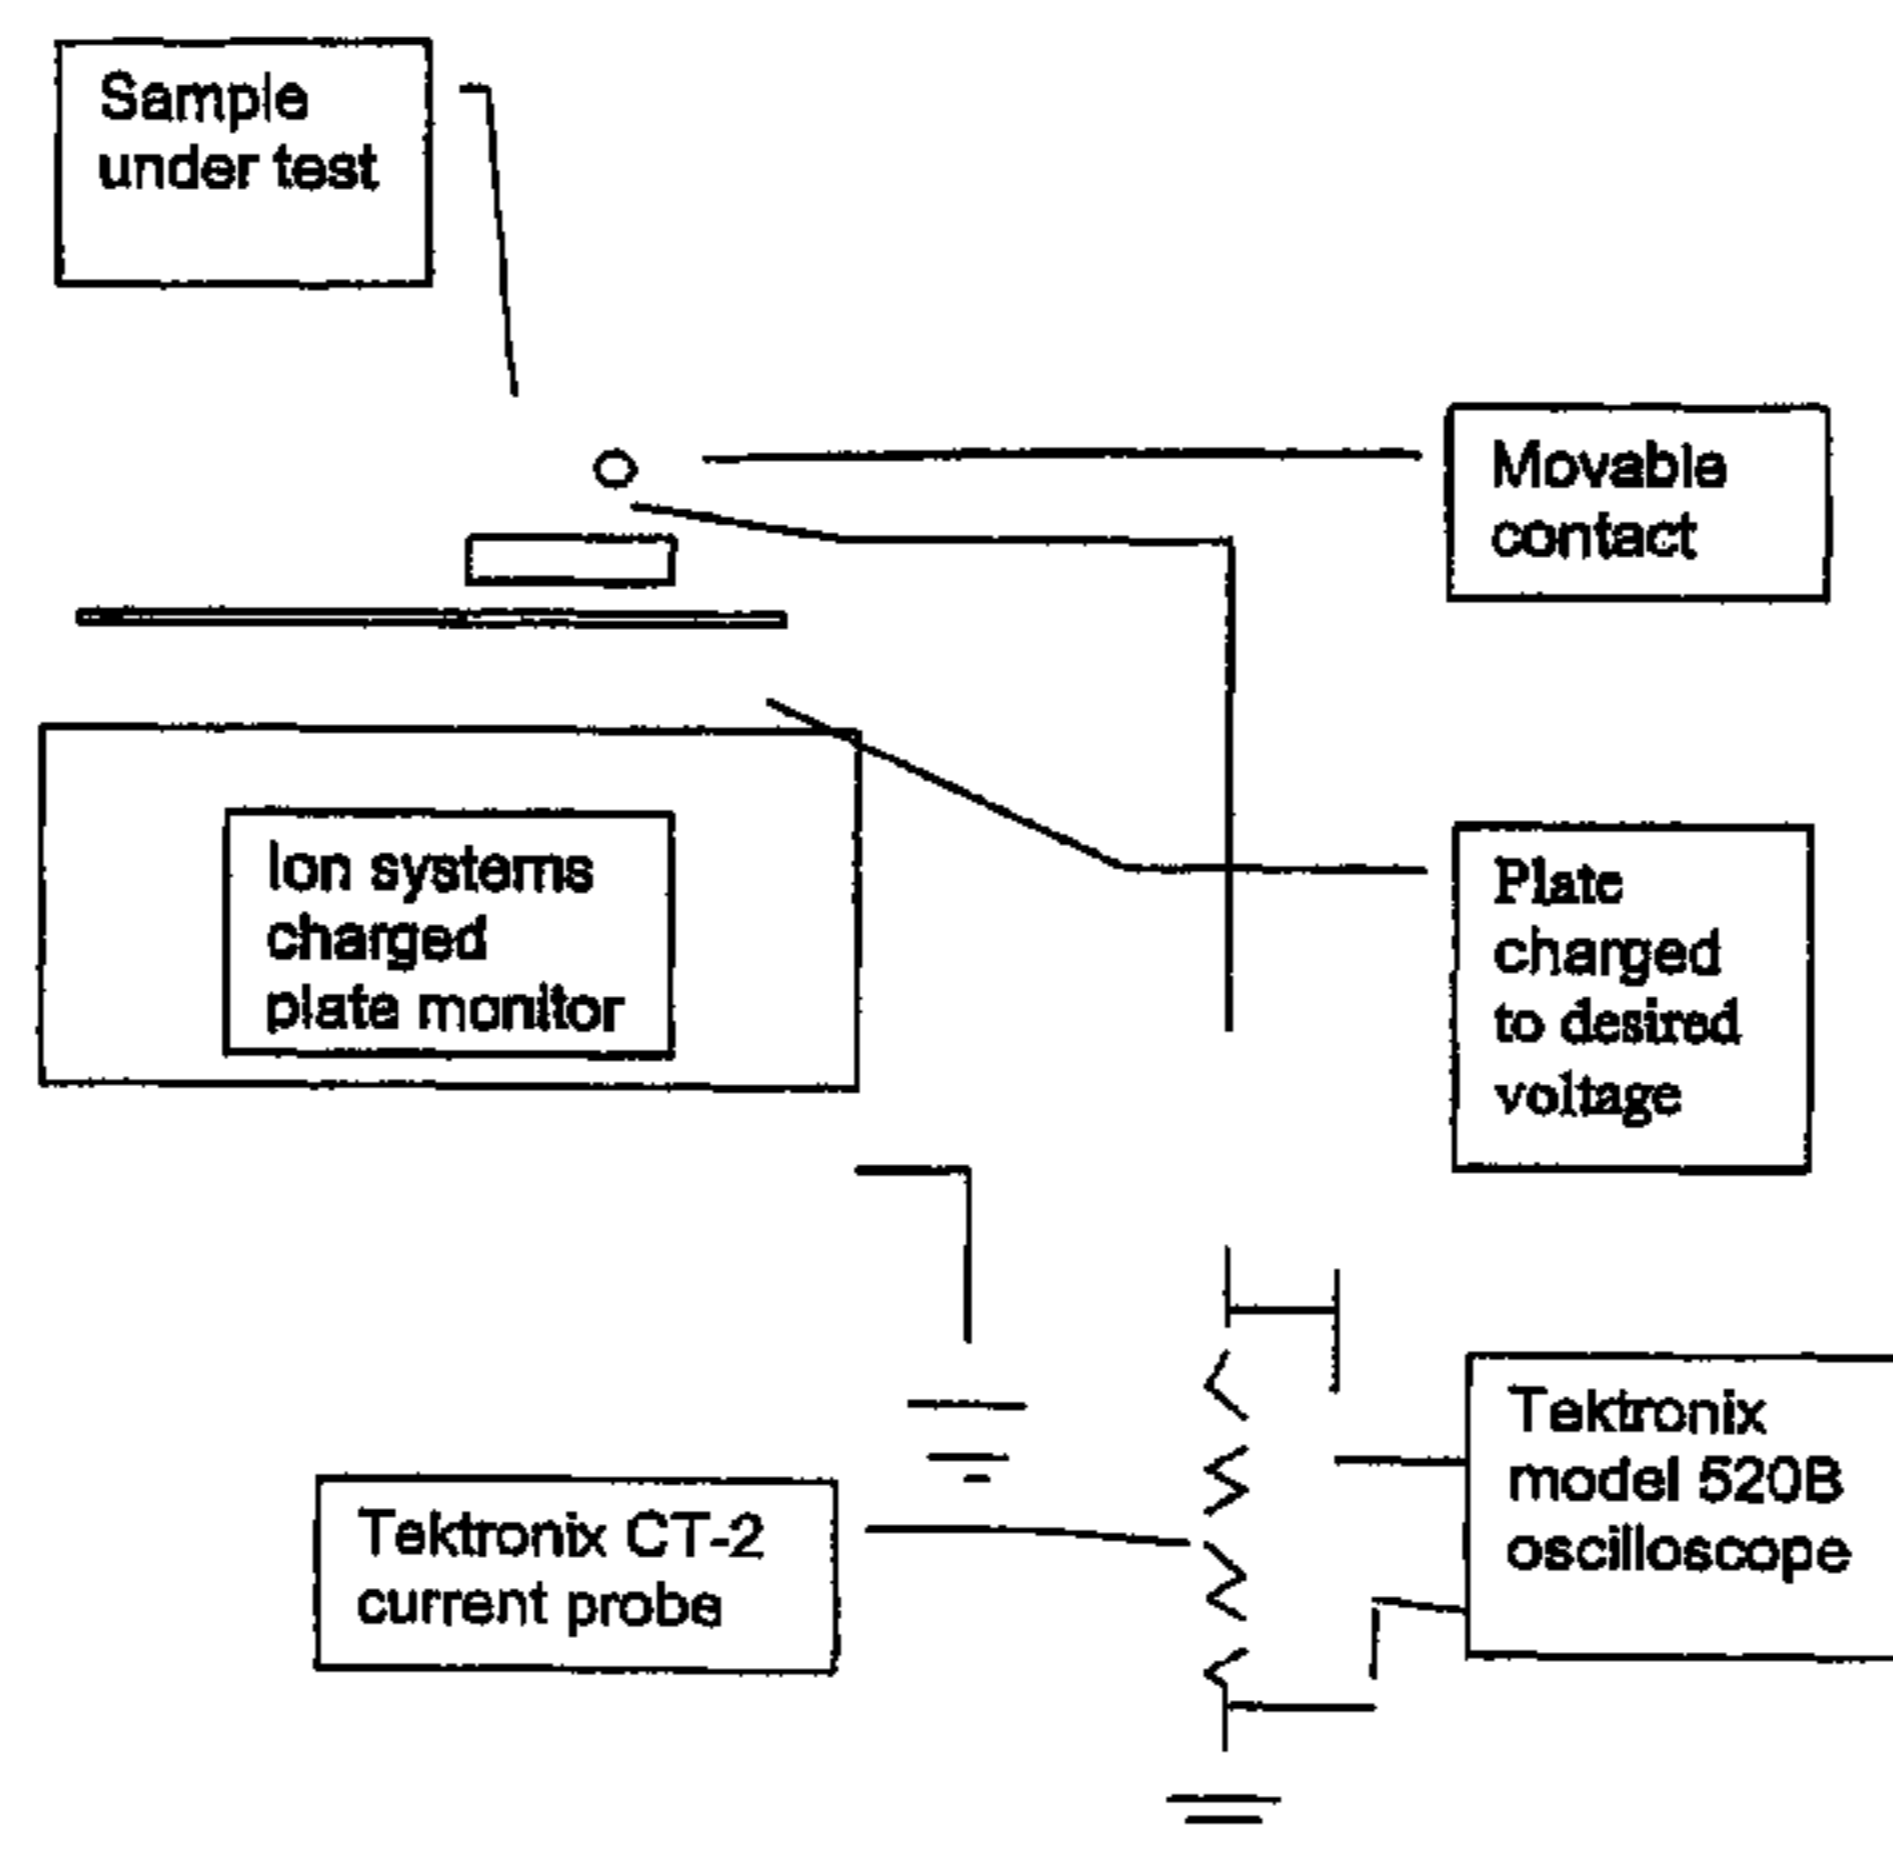 Sample
under test
Movable
contact
Ion systems
charged
plate monitor
Plate
charged
to desired
voltage
Tektronix
model 520B
oscilloscope
Tektronix CT-2
current probe